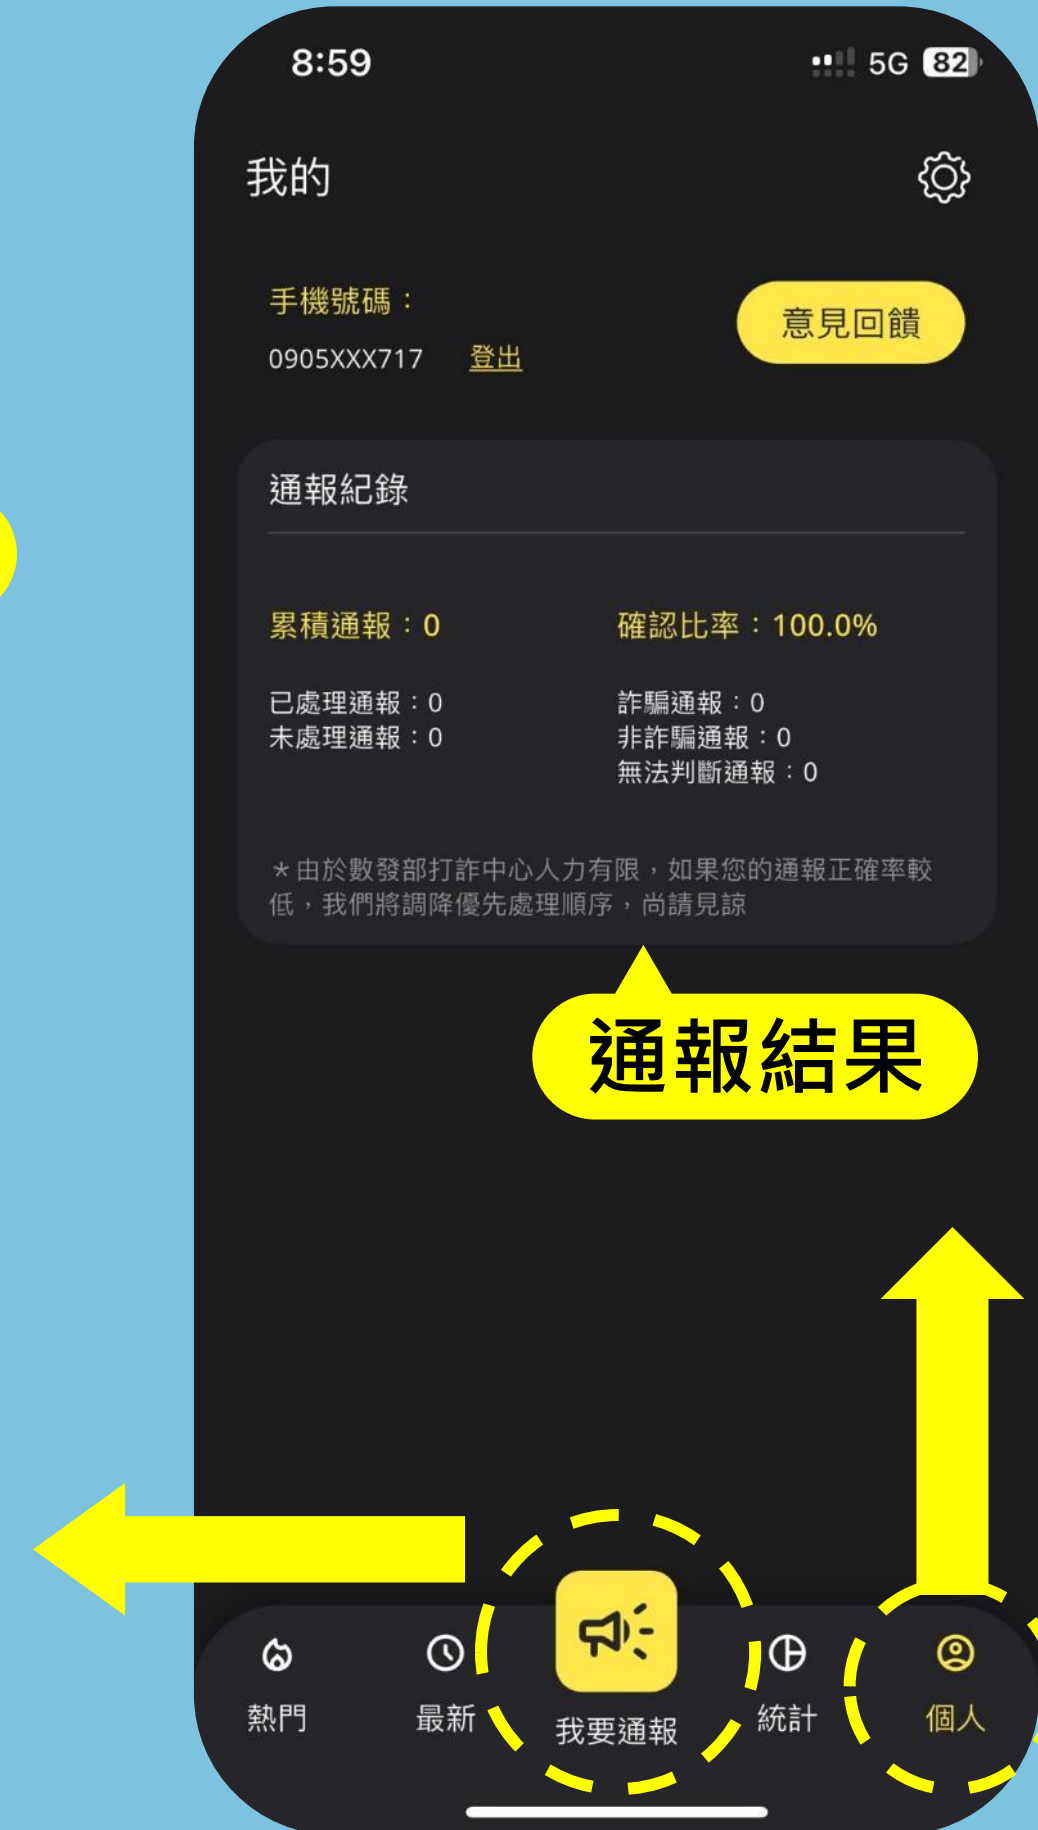 8:59 5G 82
我的
手機號碼：
0905XXX717 登出
意見回饋
通報紀錄
累積通報：0
確認比率：100.0%
已處理通報：0
未處理通報：0
詐騙通報：0
非詐騙通報：0
無法判斷通報：0
＊由於數發部打詐中心人力有限，如果您的通報正確率較
低，我們將調降優先處理順序，尚請見諒
通報結果
熱門 最新 我要通報 統計 個人